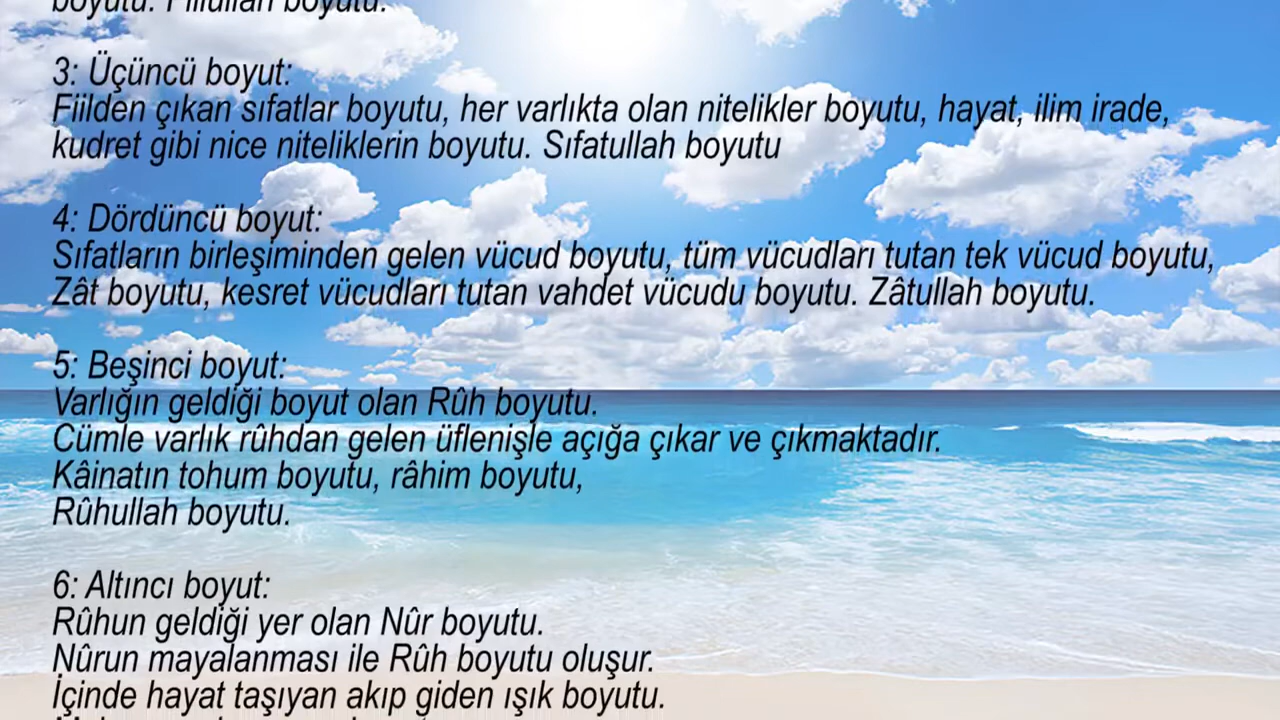 boyutu. Fiilullah boyutu.
3: Üçüncü boyut:
Fiilden çıkan sıfatlar boyutu, her varlıkta olan nitelikler boyutu, hayat, ilim irade,
kudret gibi nice niteliklerin boyutu. Sıfatullah boyutu
4: Dördüncü boyut:
Sıfatların birleşiminden gelen vücud boyutu, tüm vücudları tutan tek vücud boyutu,
Zât boyutu, kesret vücudları tutan vahdet vücudu boyutu. Zâtullah boyutu.
5: Beşinci boyut:
Varlığın geldiği boyut olan Rûh boyutu.
Cümle varlık rûhdan gelen üflenişle açığa çıkar ve çıkmaktadır.
Kâinatın tohum boyutu, râhim boyutu,
Rûhullah boyutu.
6: Altıncı boyut:
Rûhun geldiği yer olan Nûr boyutu.
Nûrun mayalanması ile Rûh boyutu oluşur.
İçinde hayat taşıyan akıp giden ışık boyutu.